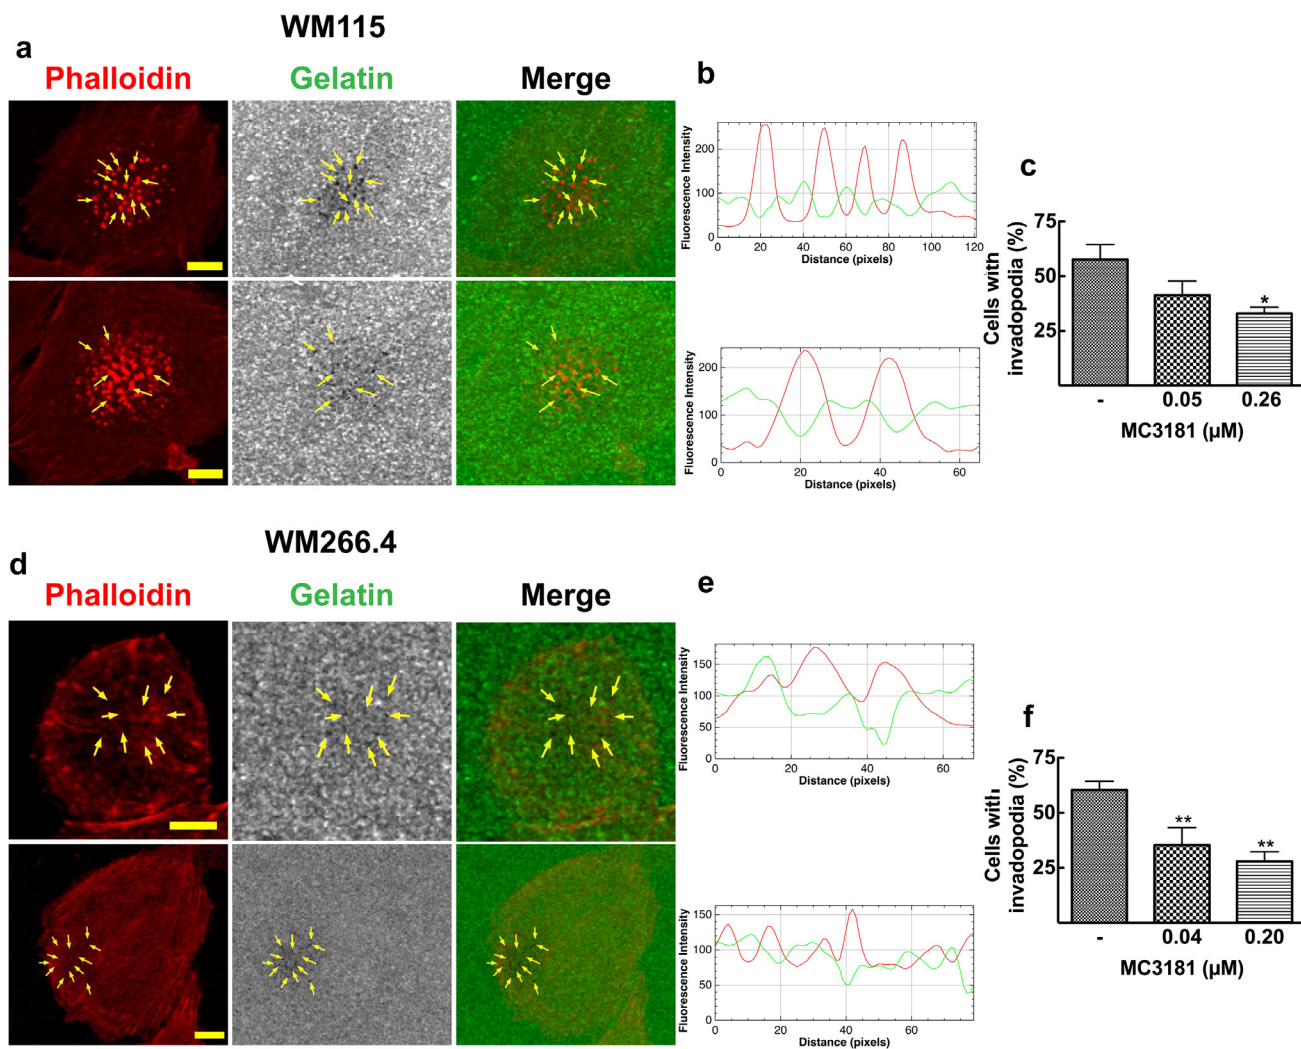 WM115
a
Phalloidin
Gelatin
Merge
b
Fluorescence Intensity
200
100
0
0
20
40
60
80
100
120
Distance (pixels)
Fluorescence Intensity
200
100
0
0
20
40
60
Distance (pixels)
c
Cells with
invadopodia (%)
75
50
25
*
-
0.05
0.26
MC3181 (µM)
WM266.4
d
Phalloidin
Gelatin
Merge
e
Fluorescence Intensity
150
100
50
0
0
20
40
60
Distance (pixels)
Fluorescence Intensity
150
100
50
0
0
20
40
60
Distance (pixels)
f
Cells with
invadopodia (%)
75
50
25
**
**
-
0.04
0.20
MC3181 (µM)